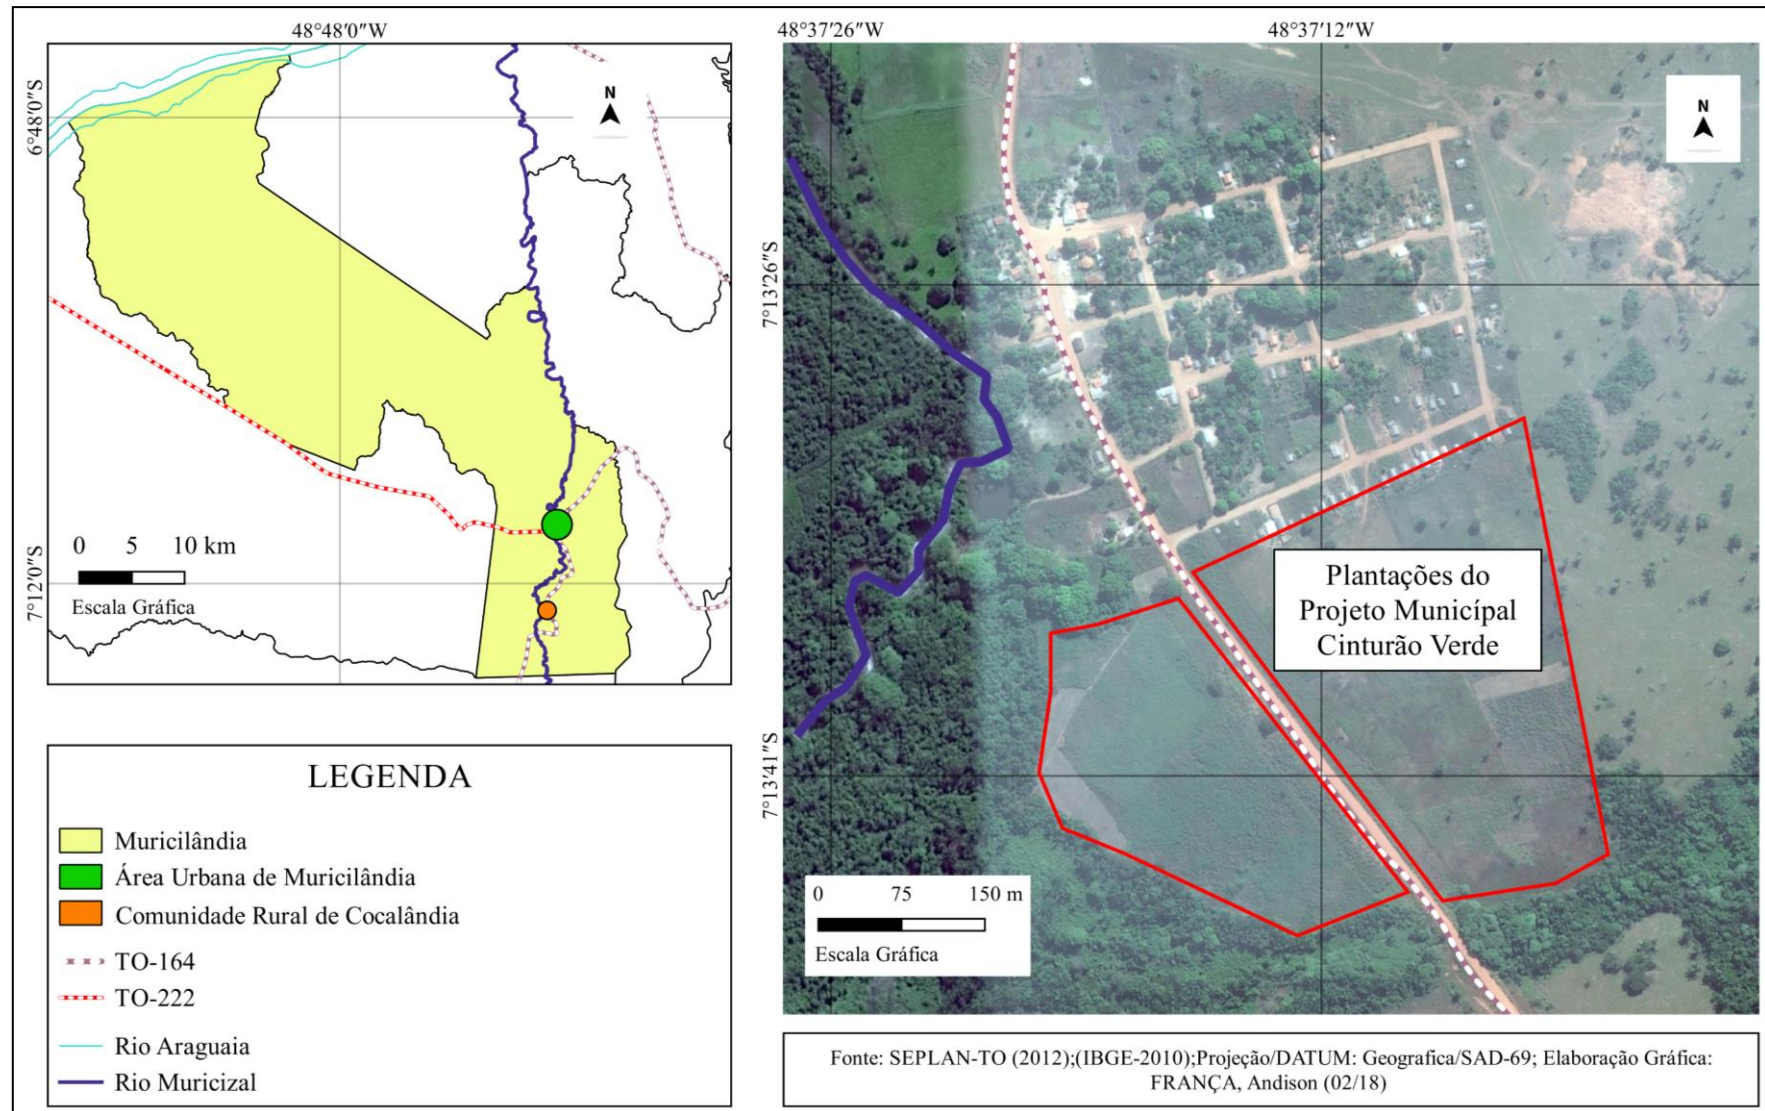 48°48'0"W
6°48'0"S
7°12'0"S
N
0 5 10 km
Escala Gráfica
LEGENDA
Muricilândia
Área Urbana de Muricilândia
Comunidade Rural de Cocalândia
TO-164
TO-222
Rio Araguaia
Rio Muricizal
48°37'26"W
48°37'12"W
7°13'26"S
7°13'41"S
N
Plantações do
Projeto Municípal
Cinturão Verde
0 75 150 m
Escala Gráfica
Fonte: SEPLAN-TO (2012);(IBGE-2010);Projeção/DATUM: Geografica/SAD-69; Elaboração Gráfica:
FRANÇA, Andison (02/18)